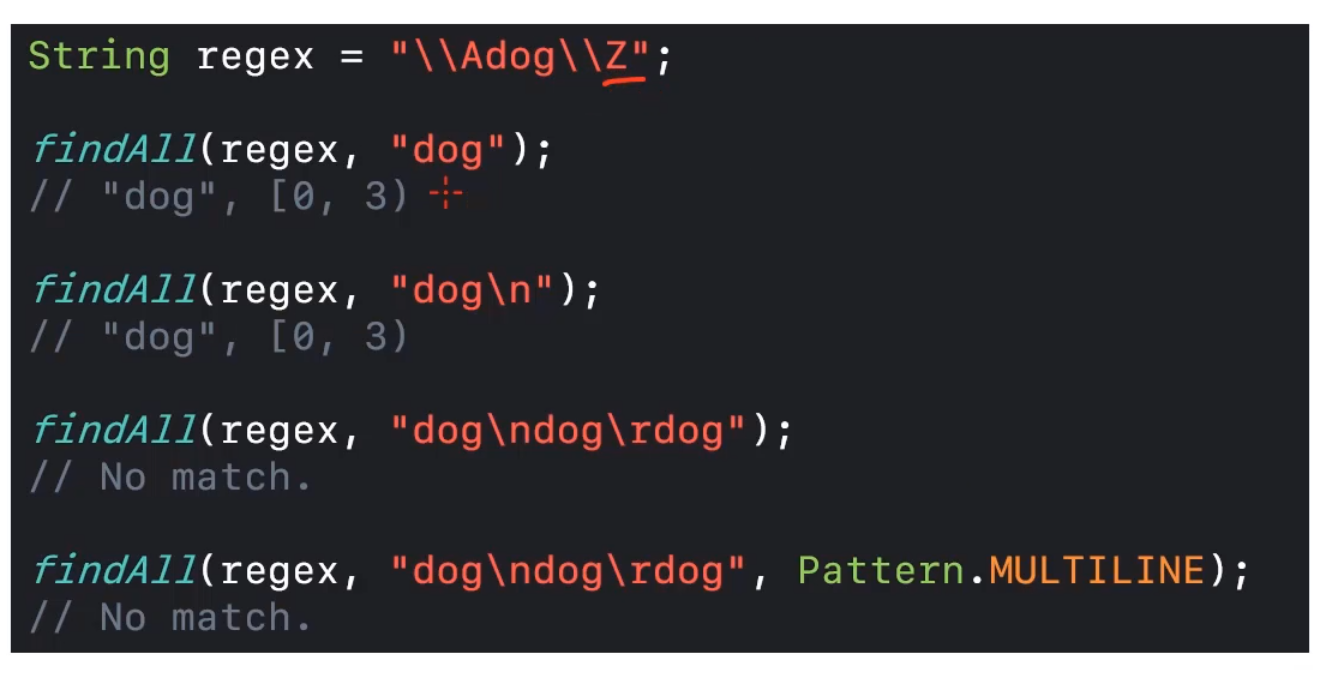 String regex = "\\Adog\\Z";
findAll(regex, "dog");
// "dog", [0, 3)
findAll(regex, "dog\n");
// "dog", [0, 3)
findAll(regex, "dog\ndog\rdog");
// No match.
findAll(regex, "dog\ndog\rdog", Pattern.MULTILINE);
// No match.